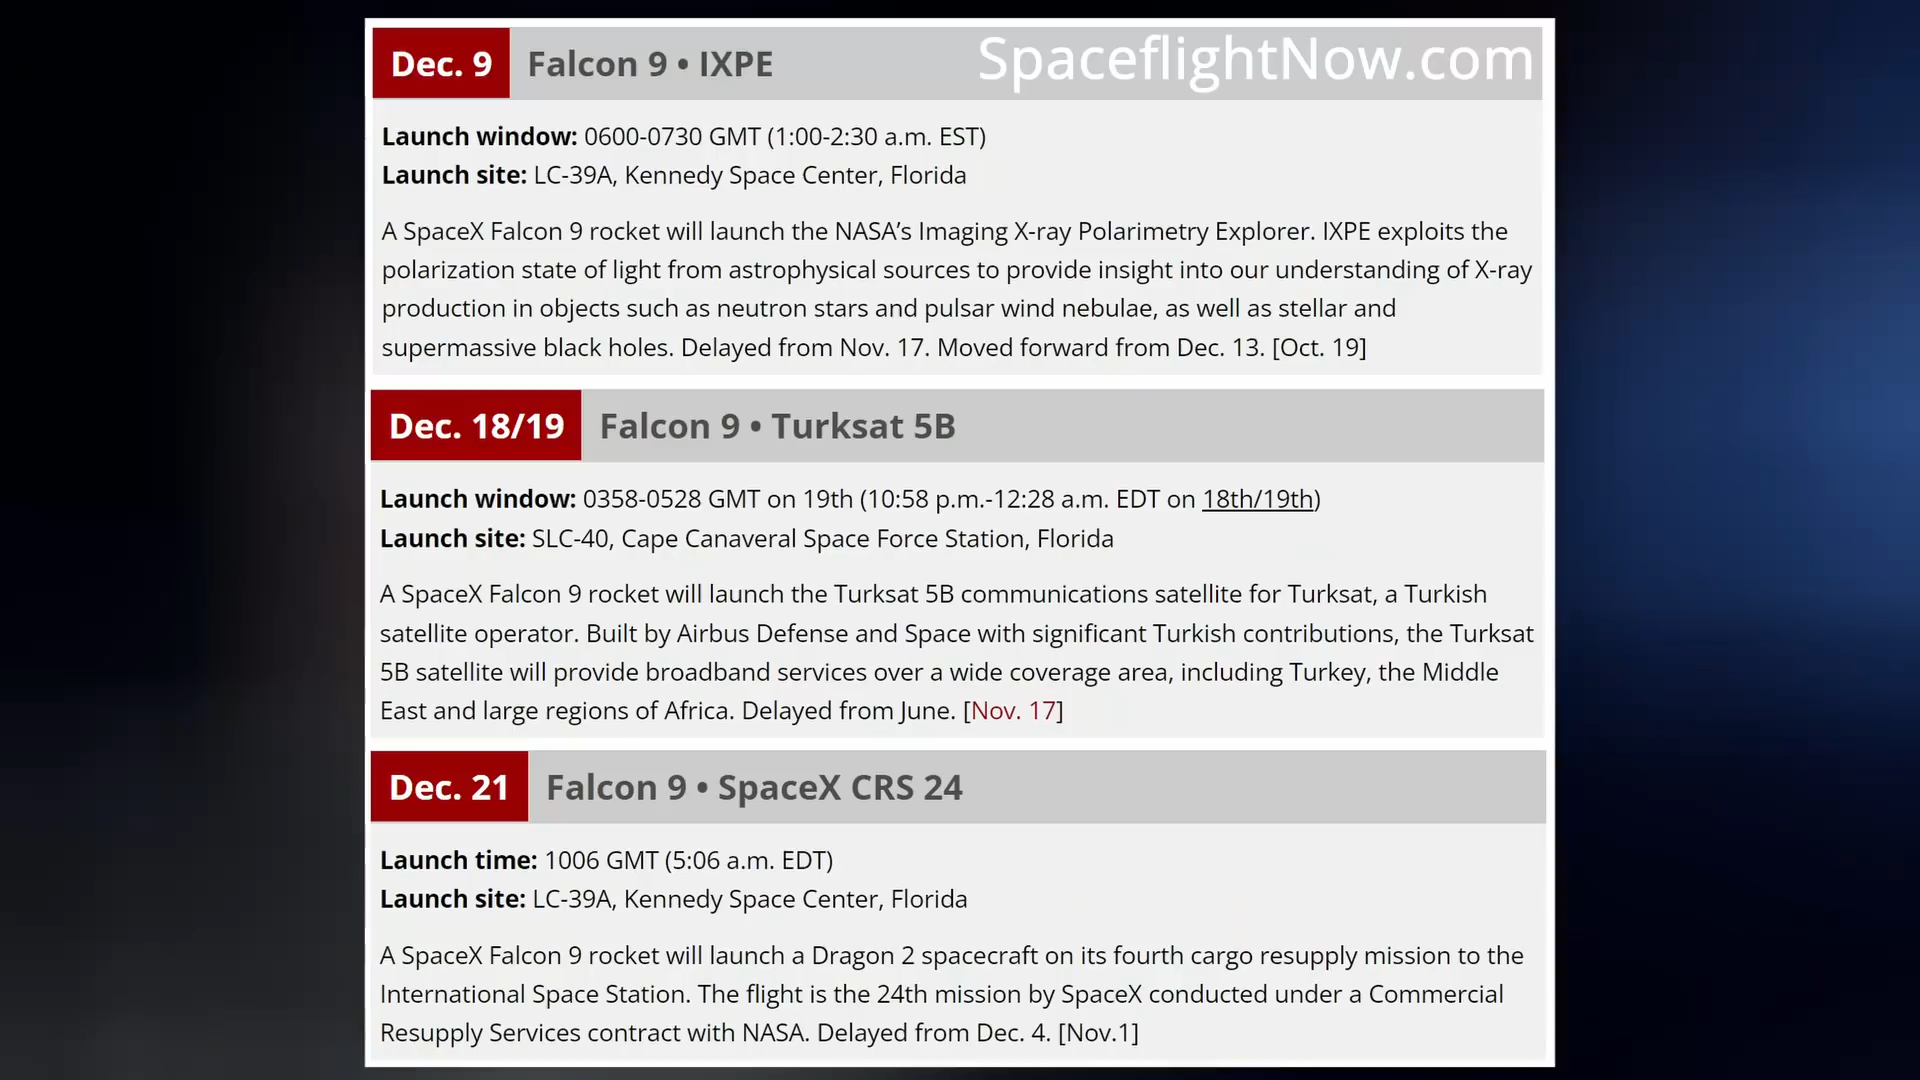 Dec. 9 Falcon 9 • IXPE SpaceflightNow.com
Launch window: 0600-0730 GMT (1:00-2:30 a.m. EST)
Launch site: LC-39A, Kennedy Space Center, Florida
A SpaceX Falcon 9 rocket will launch the NASA’s Imaging X-ray Polarimetry Explorer. IXPE exploits the
polarization state of light from astrophysical sources to provide insight into our understanding of X-ray
production in objects such as neutron stars and pulsar wind nebulae, as well as stellar and
supermassive black holes. Delayed from Nov. 17. Moved forward from Dec. 13. [Oct. 19]
Dec. 18/19 Falcon 9 • Turksat 5B
Launch window: 0358-0528 GMT on 19th (10:58 p.m.-12:28 a.m. EDT on 18th/19th)
Launch site: SLC-40, Cape Canaveral Space Force Station, Florida
A SpaceX Falcon 9 rocket will launch the Turksat 5B communications satellite for Turksat, a Turkish
satellite operator. Built by Airbus Defense and Space with significant Turkish contributions, the Turksat
5B satellite will provide broadband services over a wide coverage area, including Turkey, the Middle
East and large regions of Africa. Delayed from June. [Nov. 17]
Dec. 21 Falcon 9 • SpaceX CRS 24
Launch time: 1006 GMT (5:06 a.m. EDT)
Launch site: LC-39A, Kennedy Space Center, Florida
A SpaceX Falcon 9 rocket will launch a Dragon 2 spacecraft on its fourth cargo resupply mission to the
International Space Station. The flight is the 24th mission by SpaceX conducted under a Commercial
Resupply Services contract with NASA. Delayed from Dec. 4. [Nov.1]